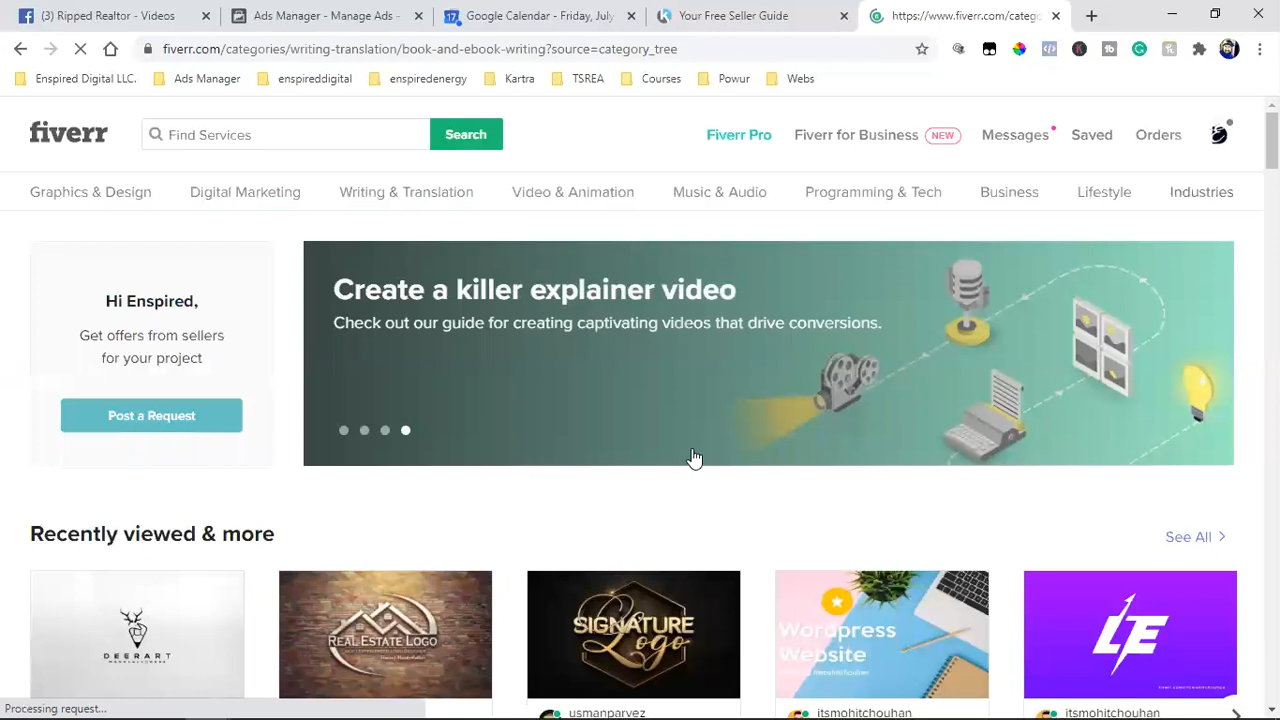 (3) Ripped Realtor - Videos
Ads Manager - Manage Ads -
Google Calendar - Friday, July
Your Free Seller Guide
https://www.fiverr.com/catego
fiverr.com/categories/writing-translation/book-and-ebook-writing?source=category_tree
Enspired Digital LLC.
Ads Manager
enspireddigital
enspiredenergy
Kartra
TSREA
Courses
Powur
Webs
fiverr
Find Services
Search
Fiverr Pro
Fiverr for Business NEW
Messages
Saved
Orders
Graphics & Design
Digital Marketing
Writing & Translation
Video & Animation
Music & Audio
Programming & Tech
Business
Lifestyle
Industries
Hi Enspired,
Get offers from sellers
for your project
Post a Request
Create a killer explainer video
Check out our guide for creating captivating videos that drive conversions.
Recently viewed & more
See All
DEERART
REAL ESTATE LOGO
SIGNATURE
Logo
Wordpress
Website
LE
usmanparvez
itsmohitchouhan
itsmohitchouhan
Processing request...